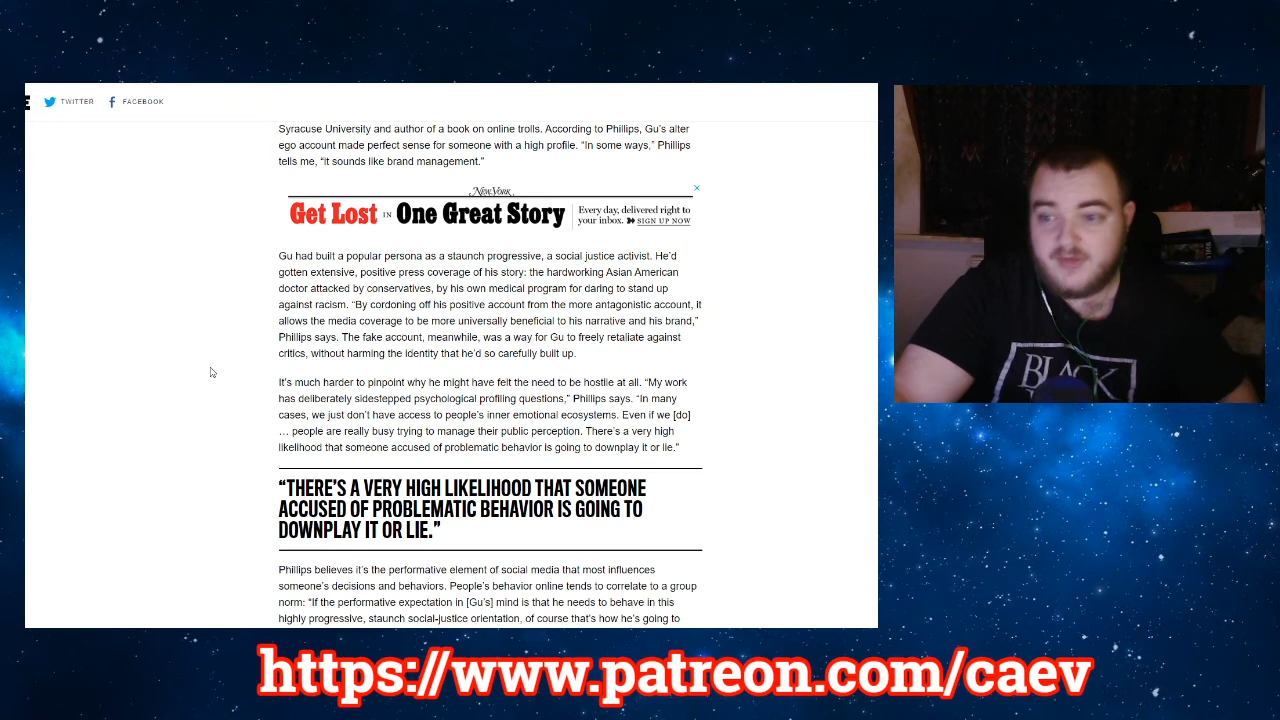 TWITTER
FACEBOOK
Syracuse University and author of a book on online trolls. According to Phillips, Gu's alter
ego account made perfect sense for someone with a high profile. “In some ways,” Phillips
tells me, “it sounds like brand management.”
NEW YORK
Get Lost IN One Great Story
Every day, delivered right to
your inbox. SIGN UP NOW
Gu had built a popular persona as a staunch progressive, a social justice activist. He'd
gotten extensive, positive press coverage of his story: the hardworking Asian American
doctor attacked by conservatives, by his own medical program for daring to stand up
against racism. “By cordoning off his positive account from the more antagonistic account, it
allows the media coverage to be more universally beneficial to his narrative and his brand,”
Phillips says. The fake account, meanwhile, was a way for Gu to freely retaliate against
critics, without harming the identity that he'd so carefully built up.
It's much harder to pinpoint why he might have felt the need to be hostile at all. “My work
has deliberately sidestepped psychological profiling questions,” Phillips says. “In many
cases, we just don't have access to people's inner emotional ecosystems. Even if we [do]
… people are really busy trying to manage their public perception. There's a very high
likelihood that someone accused of problematic behavior is going to downplay it or lie.”
“THERE'S A VERY HIGH LIKELIHOOD THAT SOMEONE
ACCUSED OF PROBLEMATIC BEHAVIOR IS GOING TO
DOWNPLAY IT OR LIE.”
Phillips believes it's the performative element of social media that most influences
someone's decisions and behaviors. People's behavior online tends to correlate to a group
norm: “If the performative expectation in [Gu's] mind is that he needs to behave in this
highly progressive, staunch social-justice orientation, of course that's how he's going to
BLACK
https://www.patreon.com/caev